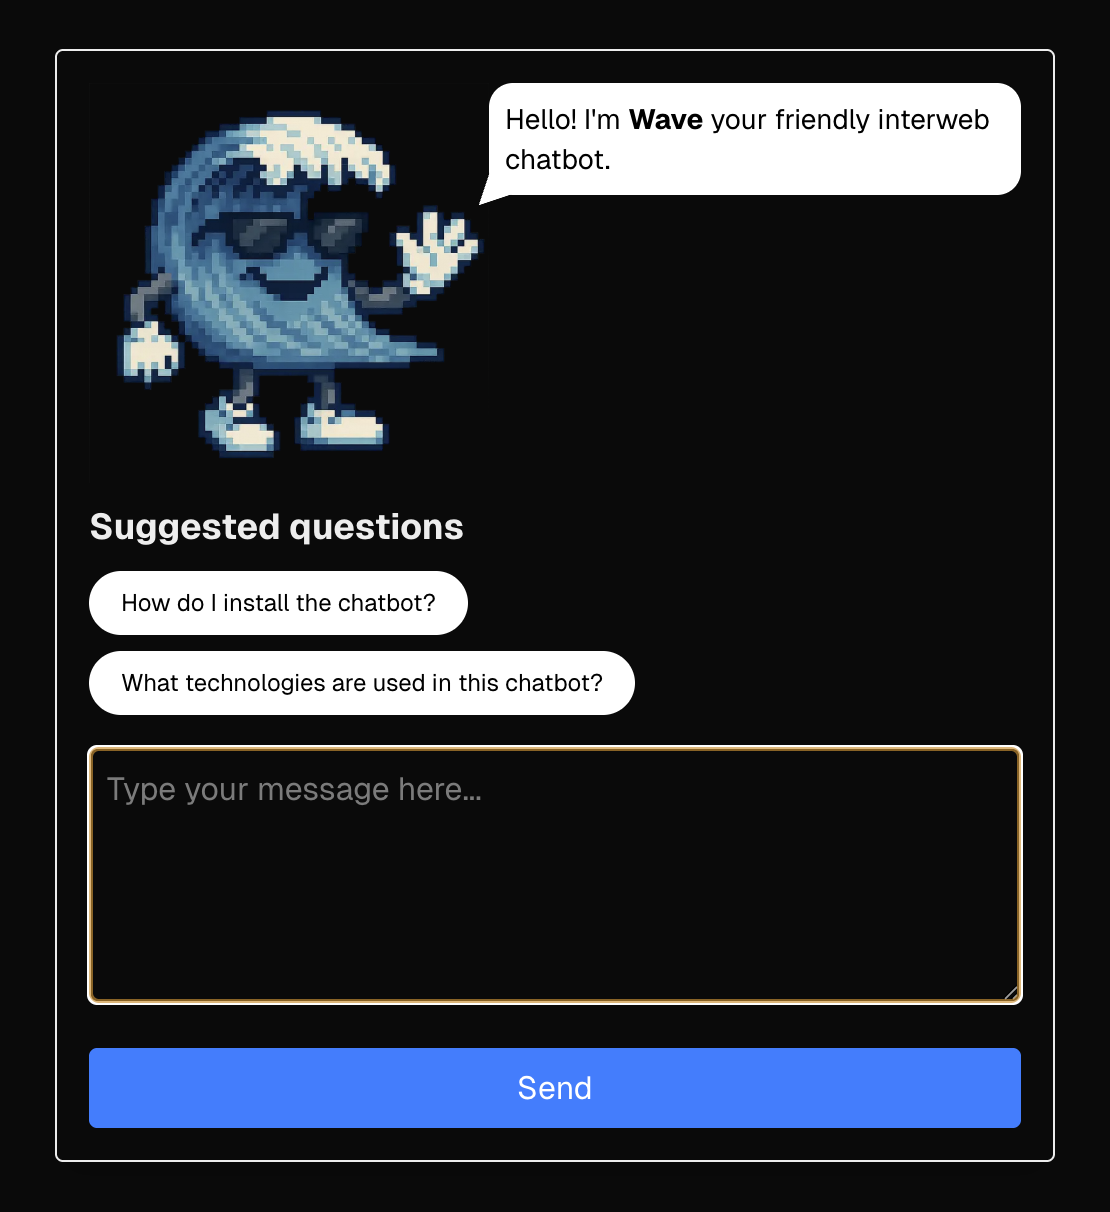 Hello! I'm Wave your friendly interweb
chatbot.
Suggested questions
How do I install the chatbot?
What technologies are used in this chatbot?
Type your message here...
Send